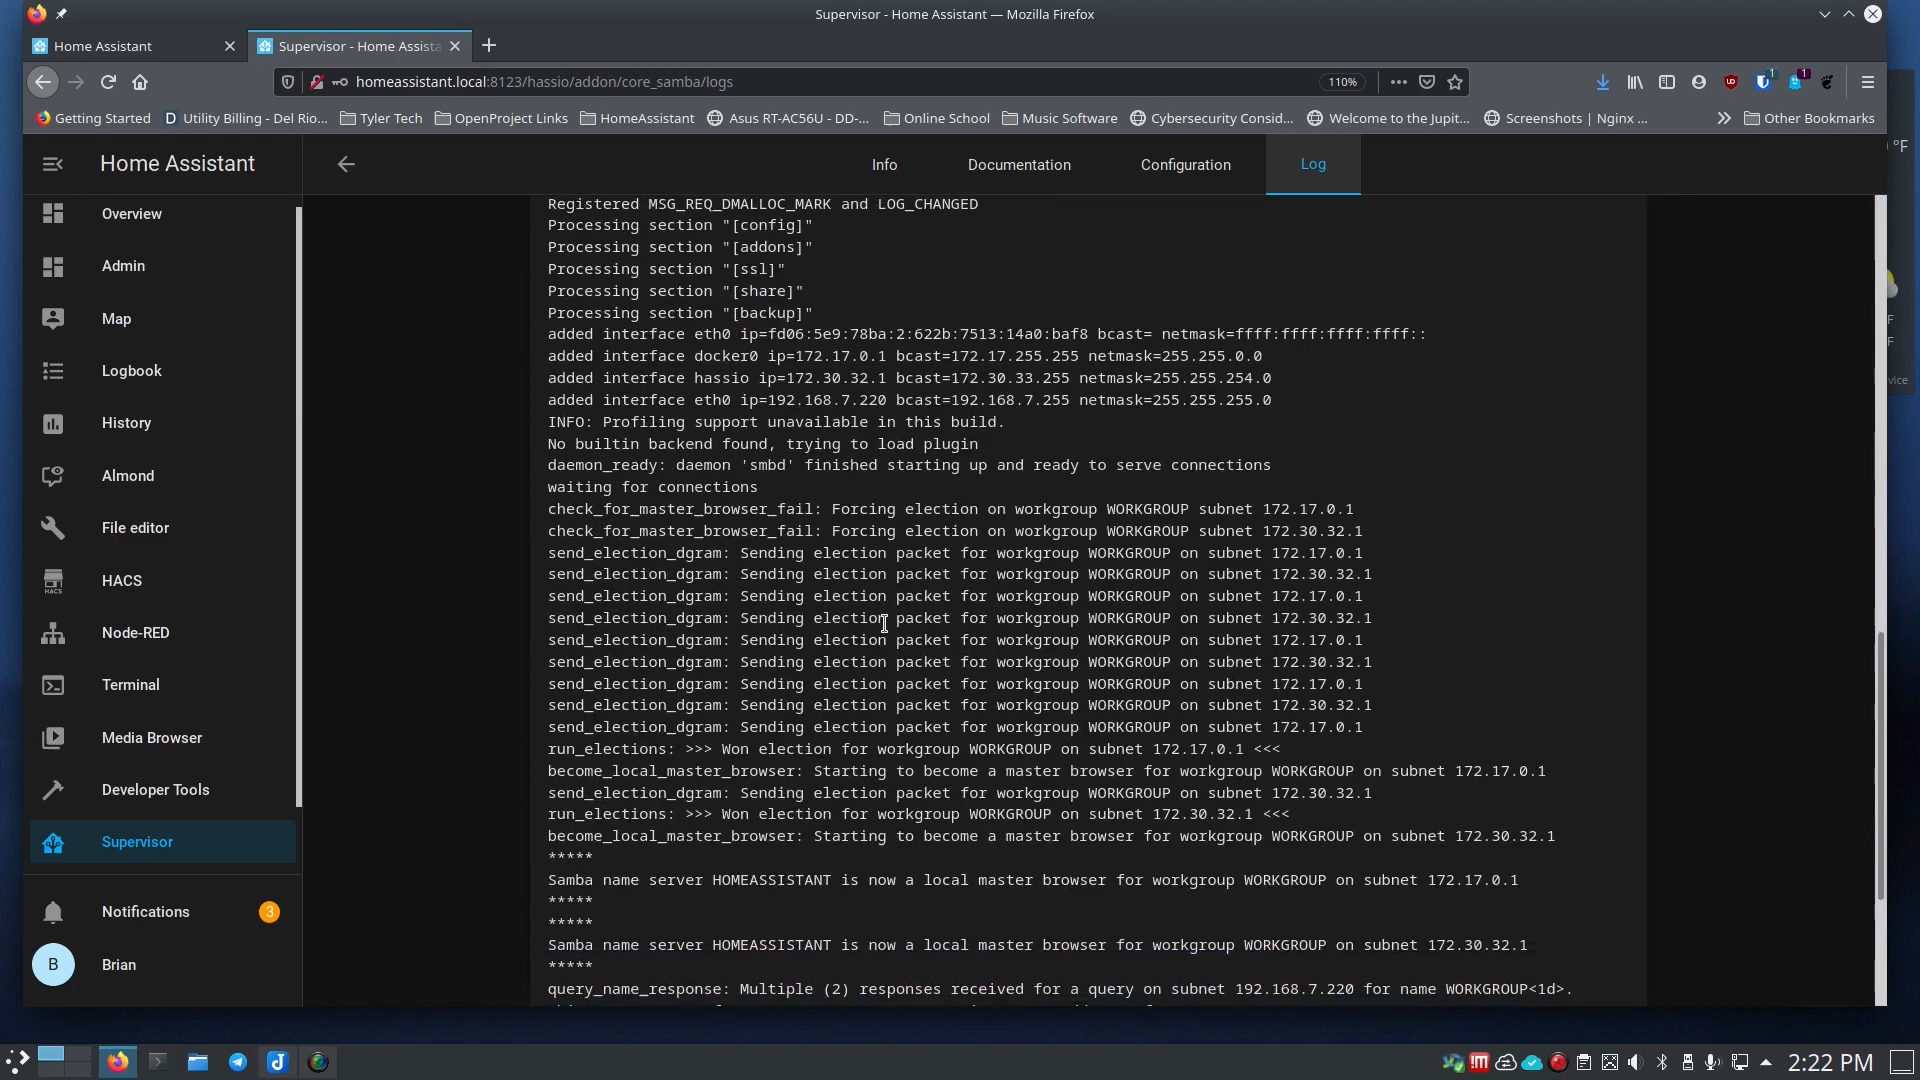 Supervisor - Home Assistant — Mozilla Firefox
Home Assistant
Supervisor - Home Assista
homeassistant.local:8123/hassio/addon/core_samba/logs
110%
1
1
Getting Started
Utility Billing - Del Rio...
Tyler Tech
OpenProject Links
HomeAssistant
Asus RT-AC56U - DD-...
Online School
Music Software
Cybersecurity Consid...
Welcome to the Jupit...
Screenshots | Nginx ...
Other Bookmarks
Home Assistant
Info
Documentation
Configuration
Log
°F
Overview
Admin
Map
Logbook
History
Almond
File editor
HACS
HACS
Node-RED
Terminal
Media Browser
Developer Tools
Supervisor
Notifications
3
B
Brian
Registered MSG_REQ_DMALLOC_MARK and LOG_CHANGED
Processing section "[config]"
Processing section "[addons]"
Processing section "[ssl]"
Processing section "[share]"
Processing section "[backup]"
added interface eth0 ip=fd06:5e9:78ba:2:622b:7513:14a0:baf8 bcast= netmask=ffff:ffff:ffff:ffff::
added interface docker0 ip=172.17.0.1 bcast=172.17.255.255 netmask=255.255.0.0
added interface hassio ip=172.30.32.1 bcast=172.30.33.255 netmask=255.255.254.0
added interface eth0 ip=192.168.7.220 bcast=192.168.7.255 netmask=255.255.255.0
INFO: Profiling support unavailable in this build.
No builtin backend found, trying to load plugin
daemon_ready: daemon 'smbd' finished starting up and ready to serve connections
waiting for connections
check_for_master_browser_fail: Forcing election on workgroup WORKGROUP subnet 172.17.0.1
check_for_master_browser_fail: Forcing election on workgroup WORKGROUP subnet 172.30.32.1
send_election_dgram: Sending election packet for workgroup WORKGROUP on subnet 172.17.0.1
send_election_dgram: Sending election packet for workgroup WORKGROUP on subnet 172.30.32.1
send_election_dgram: Sending election packet for workgroup WORKGROUP on subnet 172.17.0.1
send_election_dgram: Sending election packet for workgroup WORKGROUP on subnet 172.30.32.1
send_election_dgram: Sending election packet for workgroup WORKGROUP on subnet 172.17.0.1
send_election_dgram: Sending election packet for workgroup WORKGROUP on subnet 172.30.32.1
send_election_dgram: Sending election packet for workgroup WORKGROUP on subnet 172.17.0.1
send_election_dgram: Sending election packet for workgroup WORKGROUP on subnet 172.30.32.1
send_election_dgram: Sending election packet for workgroup WORKGROUP on subnet 172.17.0.1
run_elections: >>> Won election for workgroup WORKGROUP on subnet 172.17.0.1 <<<
become_local_master_browser: Starting to become a master browser for workgroup WORKGROUP on subnet 172.17.0.1
send_election_dgram: Sending election packet for workgroup WORKGROUP on subnet 172.30.32.1
run_elections: >>> Won election for workgroup WORKGROUP on subnet 172.30.32.1 <<<
become_local_master_browser: Starting to become a master browser for workgroup WORKGROUP on subnet 172.30.32.1
*****
Samba name server HOMEASSISTANT is now a local master browser for workgroup WORKGROUP on subnet 172.17.0.1
*****
*****
Samba name server HOMEASSISTANT is now a local master browser for workgroup WORKGROUP on subnet 172.30.32.1
*****
query_name_response: Multiple (2) responses received for a query on subnet 192.168.7.220 for name WORKGROUP<1d>.
F
F
vice
2:22 PM